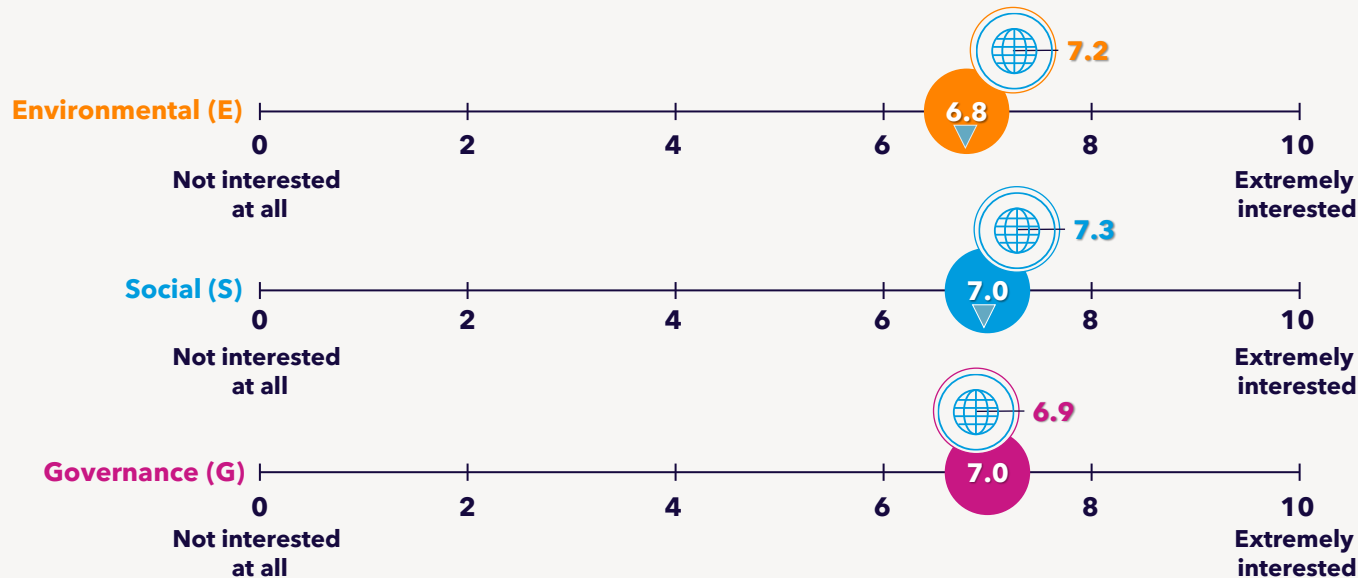 7.2
Environmental (E)
6.8
0 2 4 6 8 10
Not interested
at all
Extremely
interested
7.3
Social (S)
7.0
0 2 4 6 8 10
Not interested
at all
Extremely
interested
6.9
Governance (G)
7.0
0 2 4 6 8 10
Not interested
at all
Extremely
interested